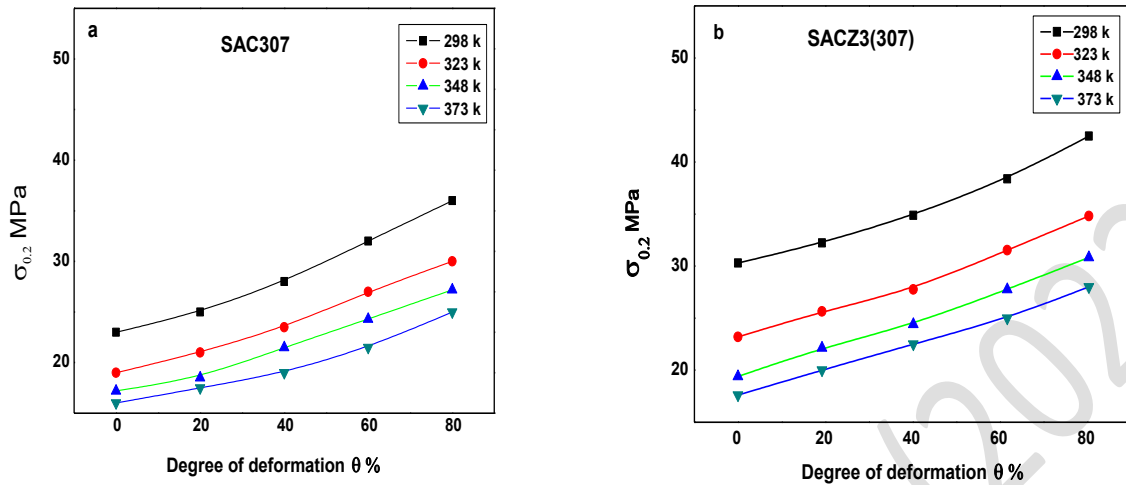 a
SAC307
298 k
323 k
348 k
373 k
50
40
30
20
σ0.2 MPa
0 20 40 60 80
Degree of deformation θ %
b
SACZ3(307)
298 k
323 k
348 k
373 k
50
40
30
20
σ0.2 MPa
0 20 40 60 80
Degree of deformation θ %